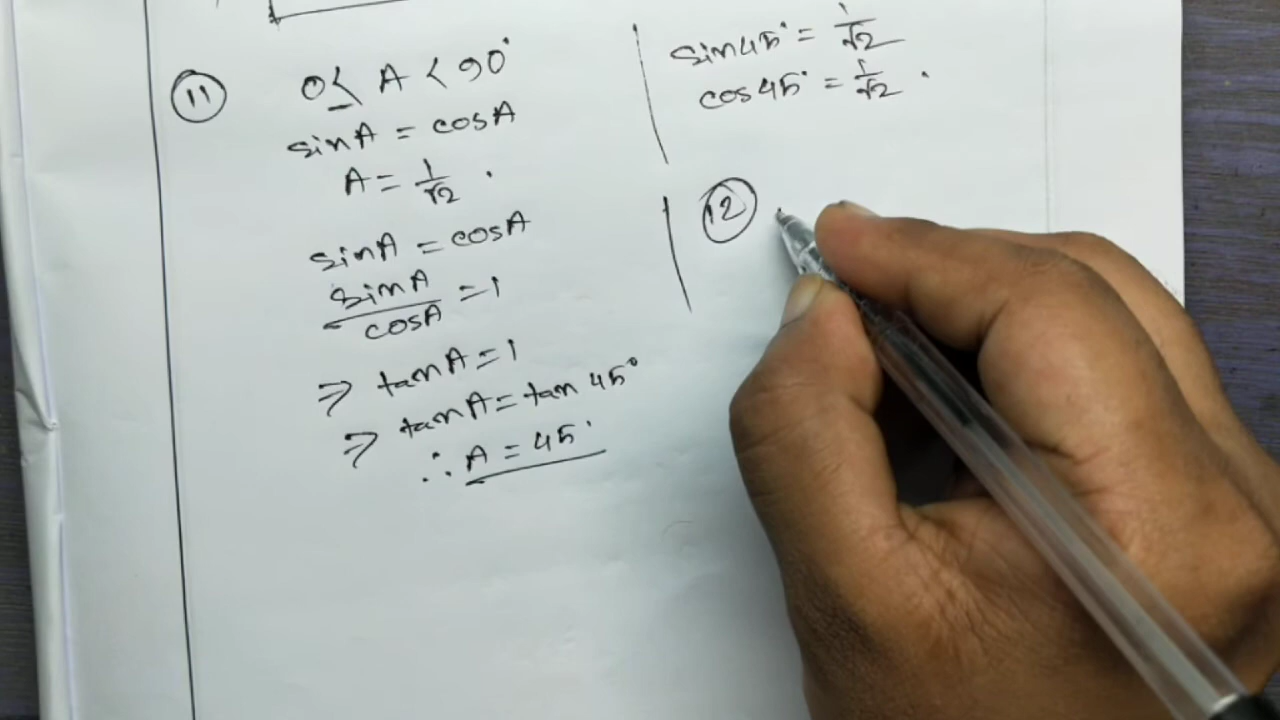 11
0 ≤ A < 90°
sinA = cosA
A = 1/√2 .
sinA = cosA
sinA/cosA = 1
⇒ tanA = 1
⇒ tanA = tan 45°
∴ A = 45°
sin45° = 1/√2
cos45° = 1/√2 .
12